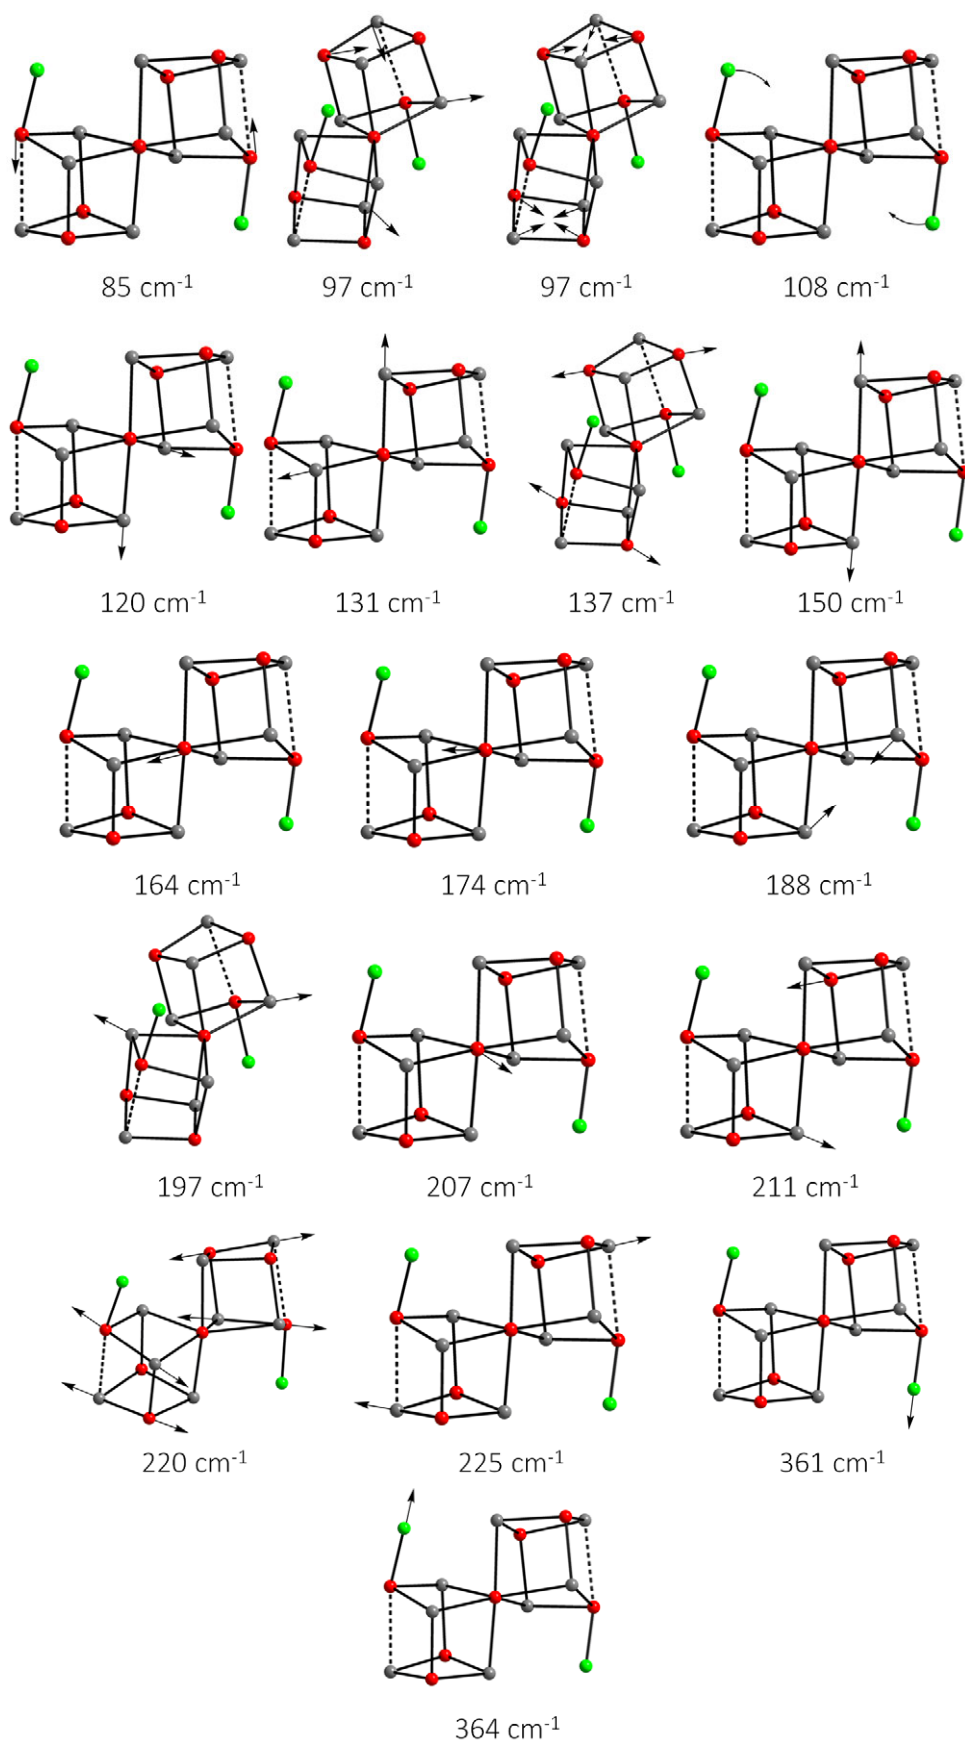 85 cm⁻¹ 97 cm⁻¹ 97 cm⁻¹ 108 cm⁻¹
120 cm⁻¹ 131 cm⁻¹ 137 cm⁻¹ 150 cm⁻¹
164 cm⁻¹ 174 cm⁻¹ 188 cm⁻¹
197 cm⁻¹ 207 cm⁻¹ 211 cm⁻¹
220 cm⁻¹ 225 cm⁻¹ 361 cm⁻¹
364 cm⁻¹